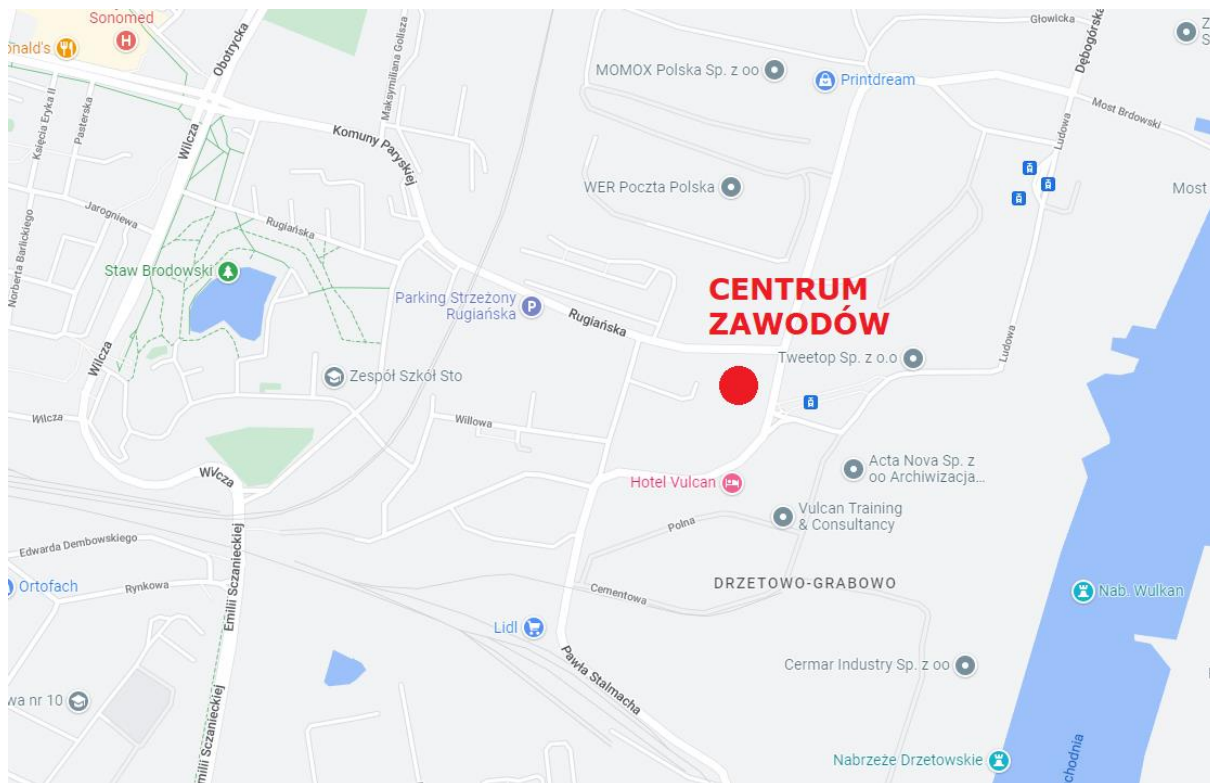 Sonomed
onald's
Głowicka
Obotrycka
Maksymiliana Golisza
Dębogórska
Z
S
MOMOX Polska Sp. z oo
Printdream
Księcia Eryka II
Pasterska
Wilcza
Komuny Paryskiej
Most Brdowski
Ludowa
WER Poczta Polska
Most
Jarogniewa
Norberta Barlickiego
Rugiańska
Staw Brodowski
Parking Strzeżony
Rugiańska
Rugiańska
CENTRUM
ZAWODÓW
Tweetop Sp. z o.o
Ludowa
Wilcza
Zespół Szkół Sto
Wilcza
Willowa
Wilcza
Acta Nova Sp. z
oo Archiwizacja...
Hotel Vulcan
Vulcan Training
& Consultancy
Polna
Edwarda Dembowskiego
Emilii Sczanieckiej
Ortofach
Rynkowa
Cementowa
DRZETOWO-GRABOWO
Nab. Wulkan
Lidl
Pawła Stalmacha
Cermar Industry Sp. z oo
wa nr 10
Emilii Sczanieckiej
Nabrzeże Drzetowskie
chodnia